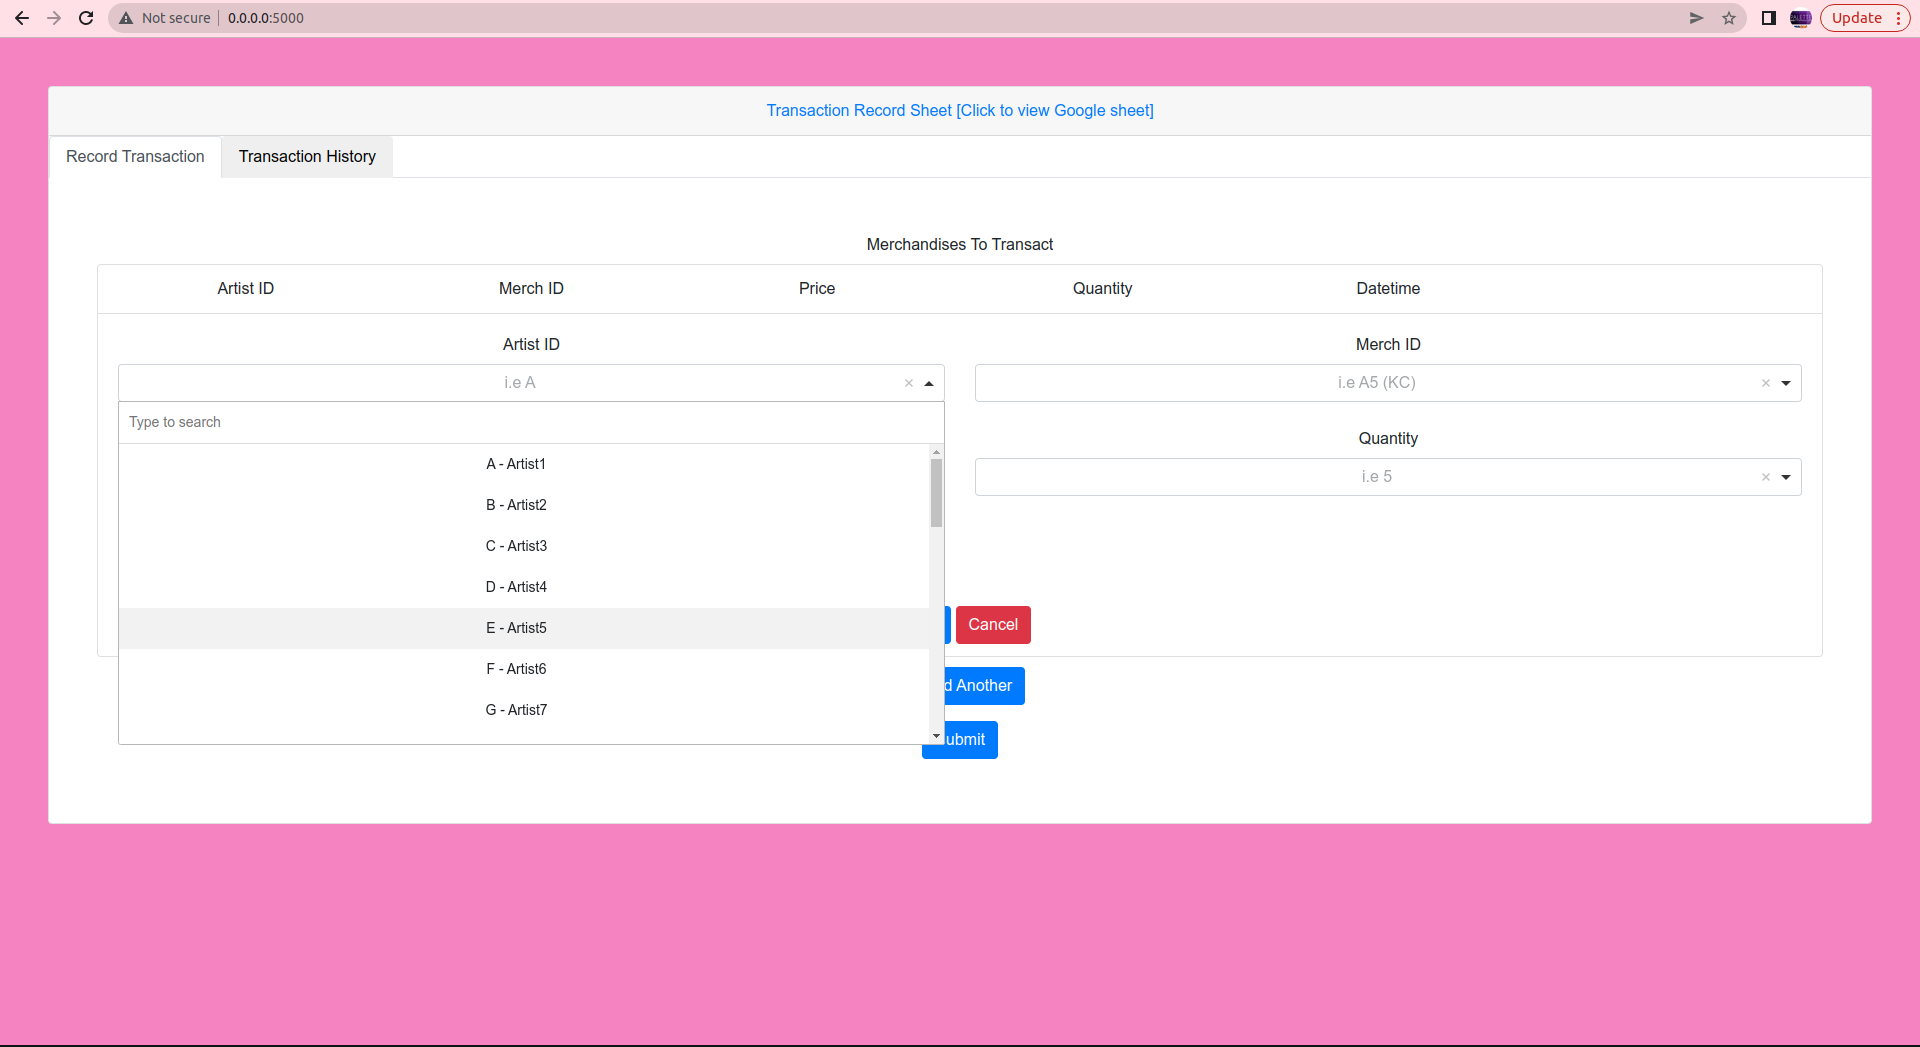 Not secure 0.0.0.0:5000 Update
Transaction Record Sheet [Click to view Google sheet]
Record Transaction Transaction History
Merchandises To Transact
Artist ID Merch ID Price Quantity Datetime
Artist ID Merch ID
i.e A i.e A5 (KC)
Type to search
Quantity
A - Artist1
i.e 5
B - Artist2
C - Artist3
D - Artist4
E - Artist5 Cancel
F - Artist6
d Another
G - Artist7
ubmit